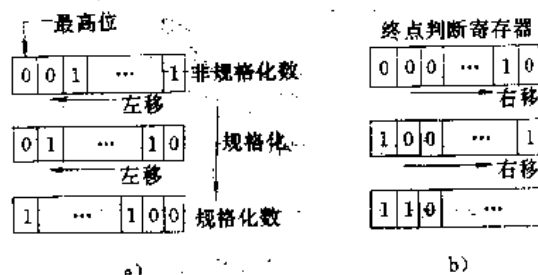 最高位
0 0 1 … 1 非规格化数
左移
0 1 … 1 0 规格化
左移
1 … 1 0 0 规格化数
a)
终点判断寄存器
0 0 0 … 1 0
右移
1 0 0 … 1
右移
1 1 0 …
b)